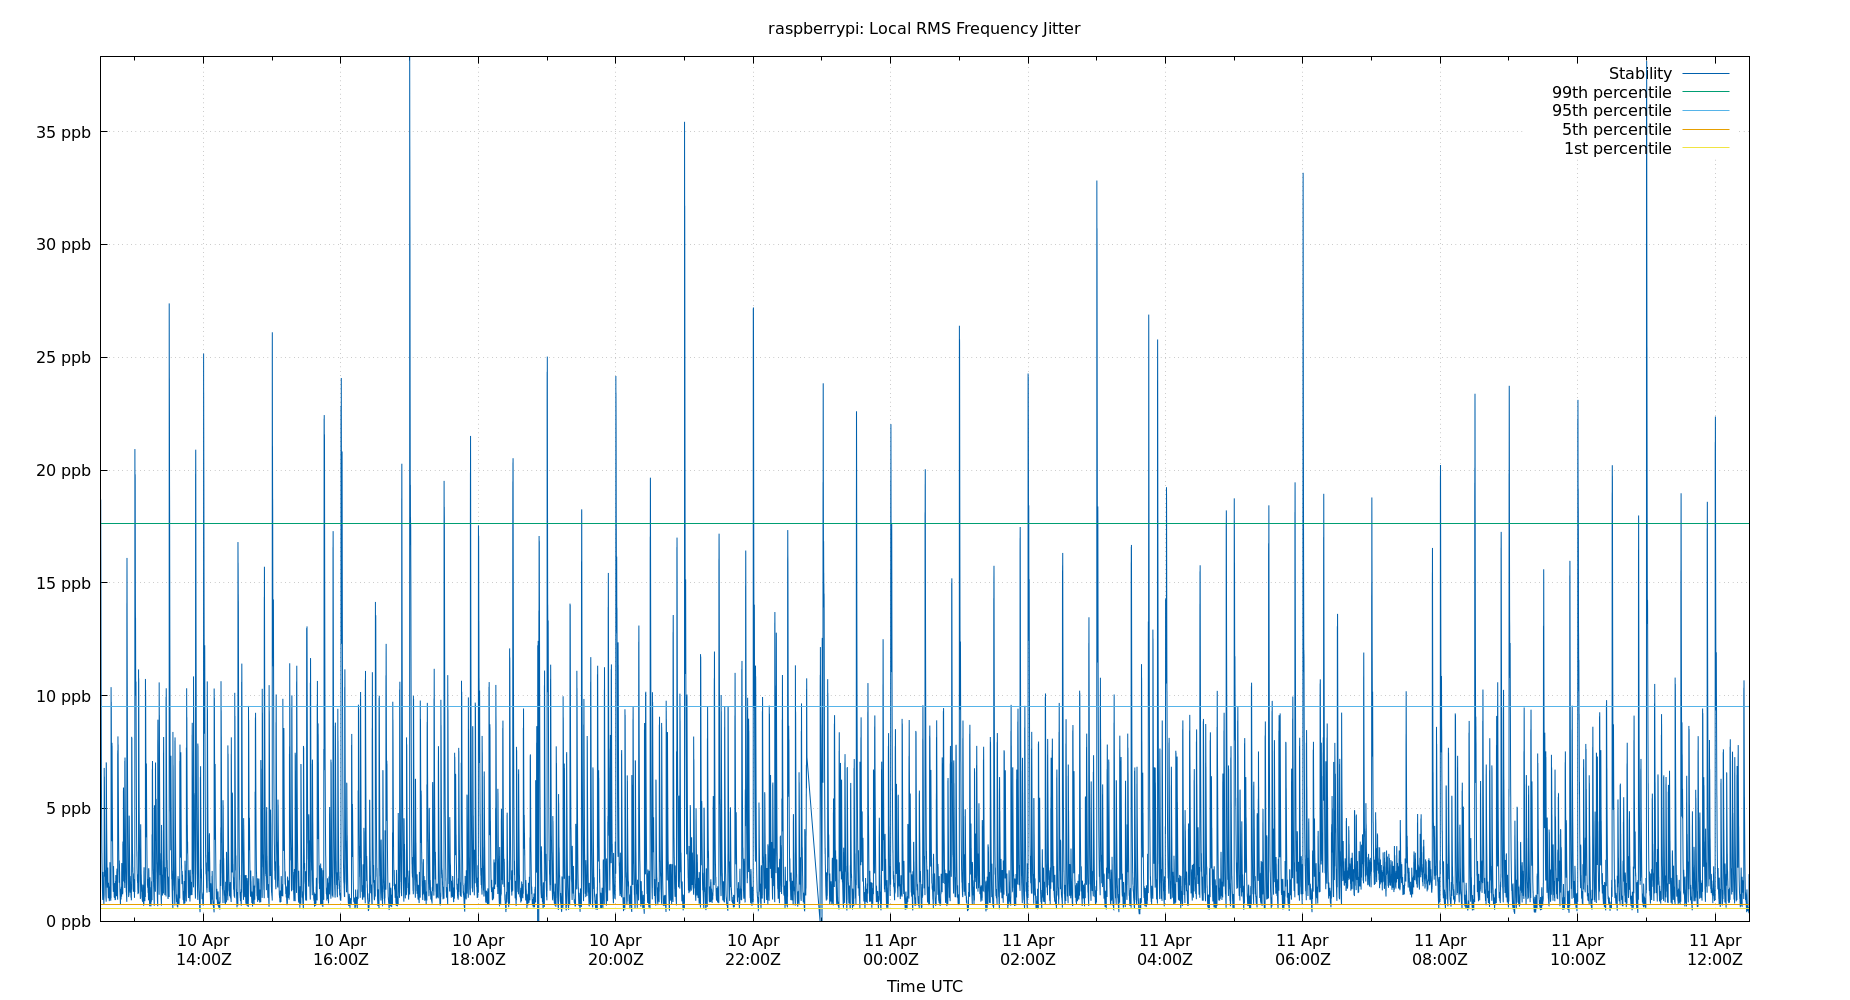 raspberrypi: Local RMS Frequency Jitter
Stability
99th percentile
95th percentile
5th percentile
1st percentile
35 ppb
30 ppb
25 ppb
20 ppb
15 ppb
10 ppb
5 ppb
0 ppb
10 Apr 10 Apr 10 Apr 10 Apr 10 Apr 11 Apr 11 Apr 11 Apr 11 Apr 11 Apr 11 Apr 11 Apr
14:00Z 16:00Z 18:00Z 20:00Z 22:00Z 00:00Z 02:00Z 04:00Z 06:00Z 08:00Z 10:00Z 12:00Z
Time UTC